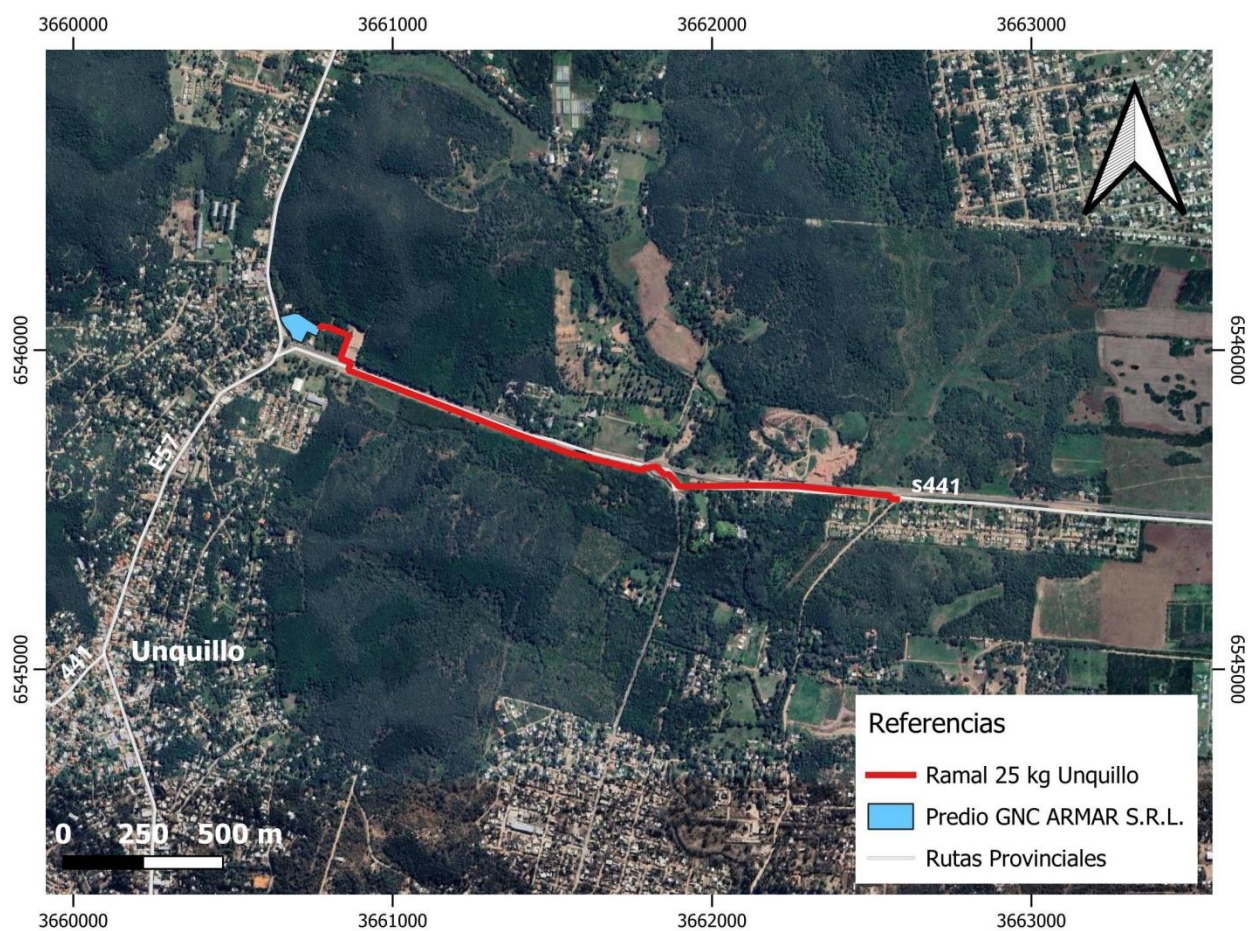 3660000 3661000 3662000 3663000
6546000 6546000
E57
s441
441
Unquillo
6545000 6545000
Referencias
Ramal 25 kg Unquillo
Predio GNC ARMAR S.R.L.
Rutas Provinciales
0 250 500 m
3660000 3661000 3662000 3663000